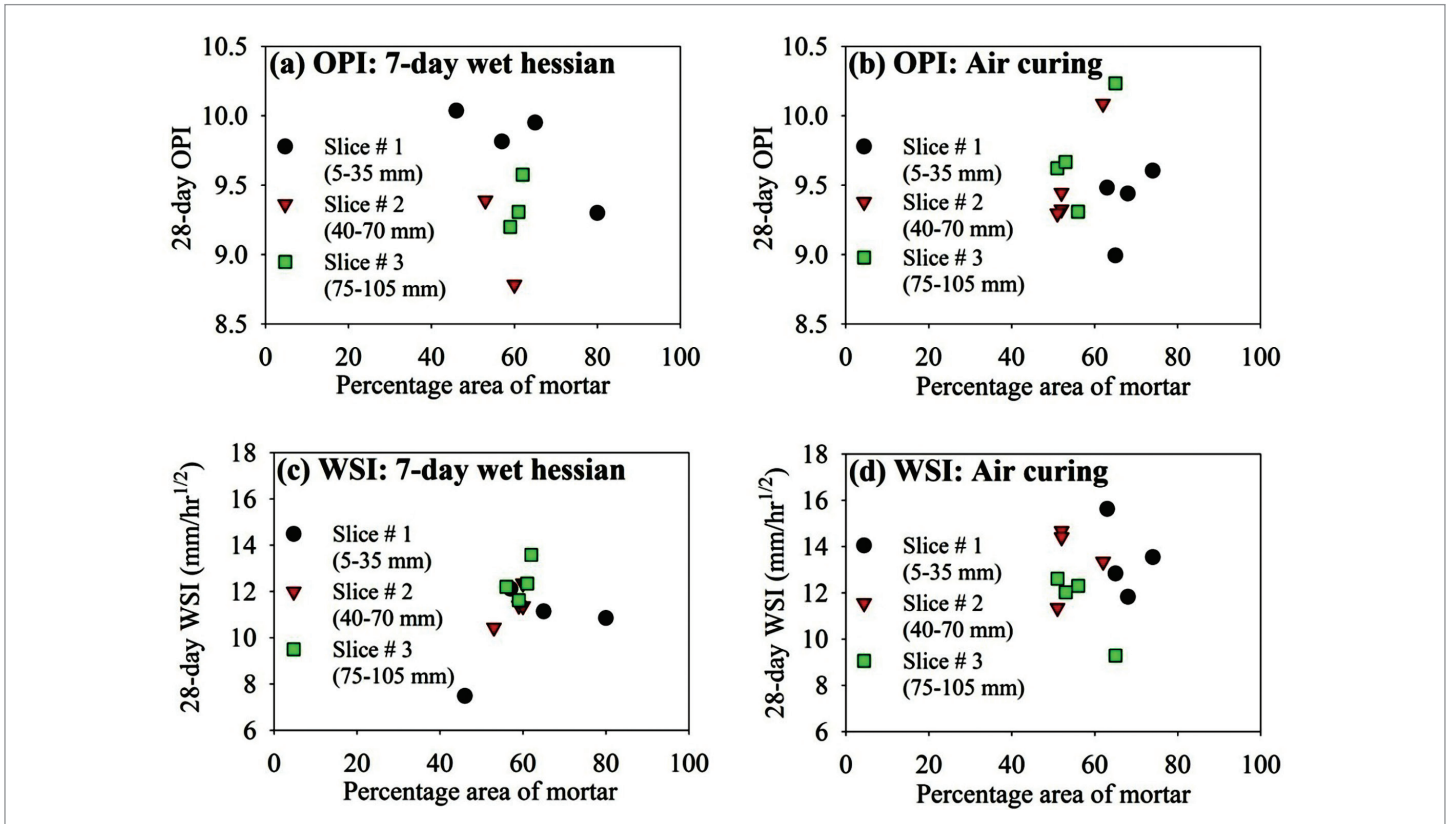 (a) OPI: 7-day wet hessian
28-day OPI
10.5
10.0
9.5
9.0
8.5
Slice # 1
(5-35 mm)
Slice # 2
(40-70 mm)
Slice # 3
(75-105 mm)
0 20 40 60 80 100
Percentage area of mortar
(b) OPI: Air curing
28-day OPI
10.5
10.0
9.5
9.0
8.5
Slice # 1
(5-35 mm)
Slice # 2
(40-70 mm)
Slice # 3
(75-105 mm)
0 20 40 60 80 100
Percentage area of mortar
(c) WSI: 7-day wet hessian
28-day WSI (mm/hr^1/2)
18
16
14
12
10
8
6
Slice # 1
(5-35 mm)
Slice # 2
(40-70 mm)
Slice # 3
(75-105 mm)
0 20 40 60 80 100
Percentage area of mortar
(d) WSI: Air curing
28-day WSI (mm/hr^1/2)
18
16
14
12
10
8
6
Slice # 1
(5-35 mm)
Slice # 2
(40-70 mm)
Slice # 3
(75-105 mm)
0 20 40 60 80 100
Percentage area of mortar